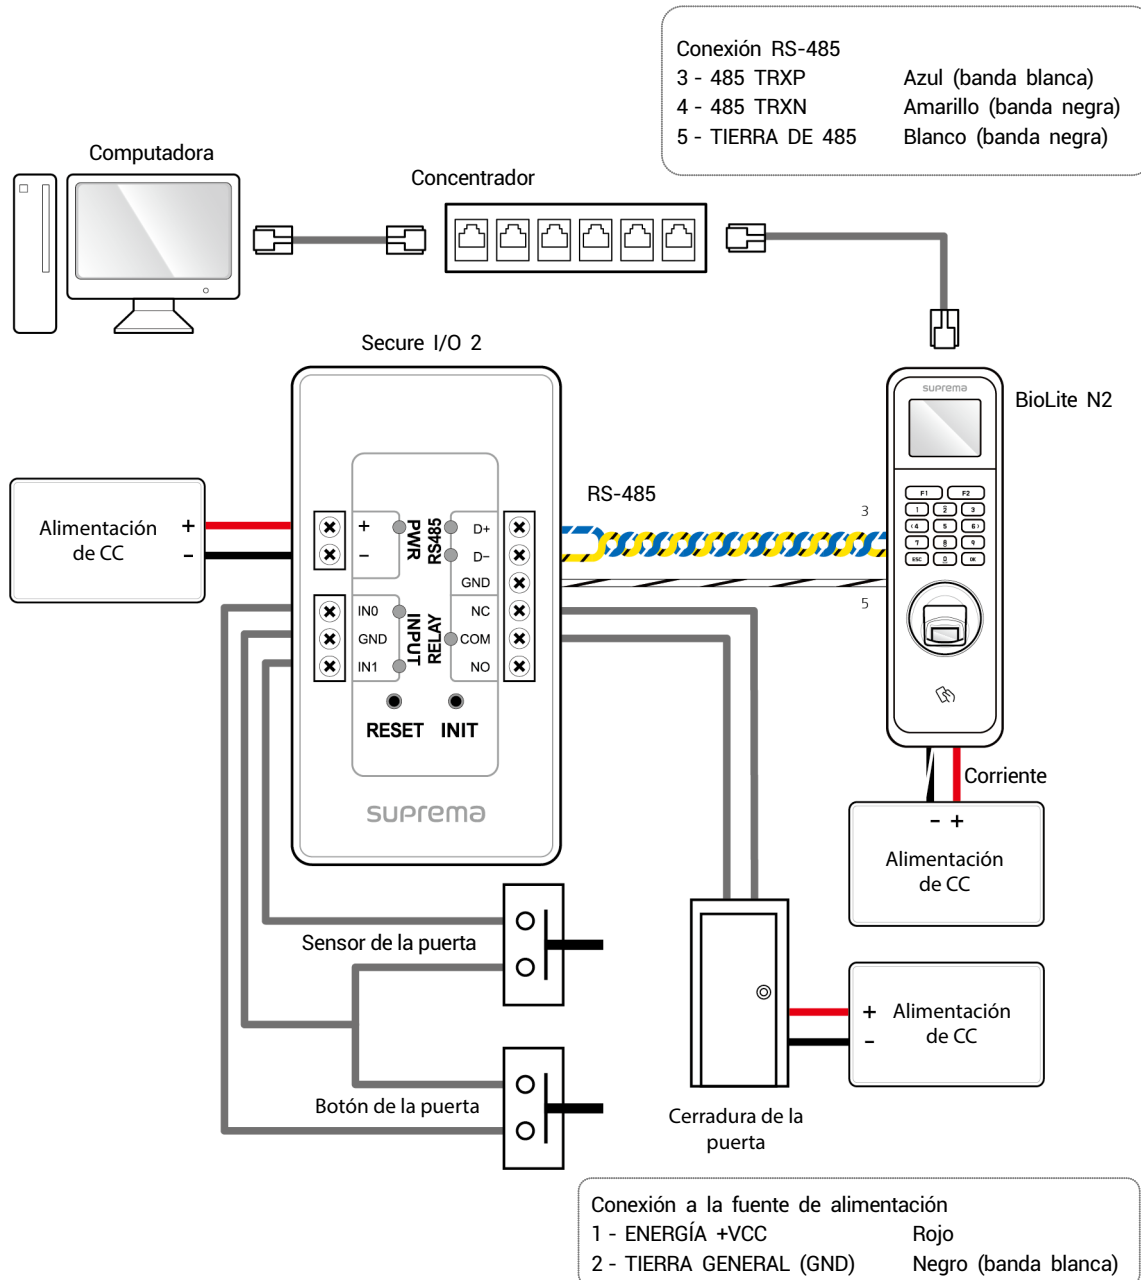 Conexión RS-485
3 - 485 TRXP Azul (banda blanca)
4 - 485 TRXN Amarillo (banda negra)
5 - TIERRA DE 485 Blanco (banda negra)
Computadora
Concentrador
Secure I/O 2
suprema
BioLite N2
F1 F2
1 2 3
4 5 6
7 8 9
ESC 0 OK
RS-485
3
5
Alimentación
de CC
+
-
+
-
PWR
RS485
D+
D-
GND
IN0
GND
IN1
INPUT
RELAY
NC
COM
NO
RESET INIT
suprema
Corriente
- +
Alimentación
de CC
Sensor de la puerta
Botón de la puerta
Cerradura de la
puerta
+
-
Alimentación
de CC
Conexión a la fuente de alimentación
1 - ENERGÍA +VCC Rojo
2 - TIERRA GENERAL (GND) Negro (banda blanca)